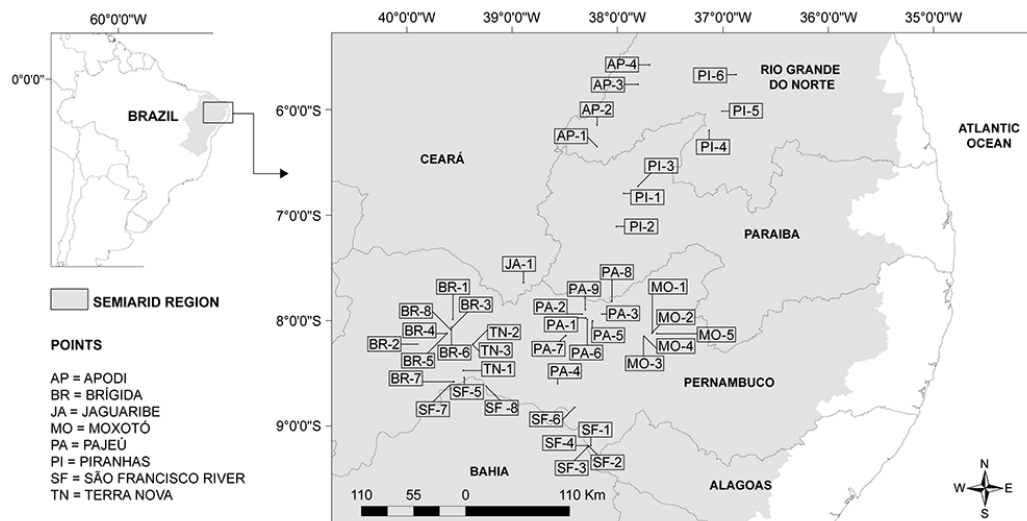 60°0'0"W
0°0'0"
BRAZIL
SEMIARID REGION
POINTS
AP = APODI
BR = BRÍGIDA
JA = JAGUARIBE
MO = MOXOTÓ
PA = PAJEÚ
PI = PIRANHAS
SF = SÃO FRANCISCO RIVER
TN = TERRA NOVA
40°0'0"W
39°0'0"W
38°0'0"W
37°0'0"W
36°0'0"W
35°0'0"W
6°0'0"S
7°0'0"S
8°0'0"S
9°0'0"S
AP-4
AP-3
AP-2
AP-1
PI-6
PI-5
PI-4
PI-3
PI-1
PI-2
RIO GRANDE
DO NORTE
ATLANTIC
OCEAN
CEARÁ
PARAIBA
JA-1
PA-8
BR-1
PA-9
MO-1
BR-8
BR-3
PA-2
PA-3
MO-2
BR-4
TN-2
PA-1
PA-5
MO-5
BR-2
BR-5
BR-6
TN-3
PA-7
PA-6
MO-4
MO-3
BR-7
TN-1
PA-4
PERNAMBUCO
SF-5
SF-7
SF -8
SF-6
SF-1
SF-4
SF-3
SF-2
BAHIA
ALAGOAS
110 55 0 110 Km
N
W E
S